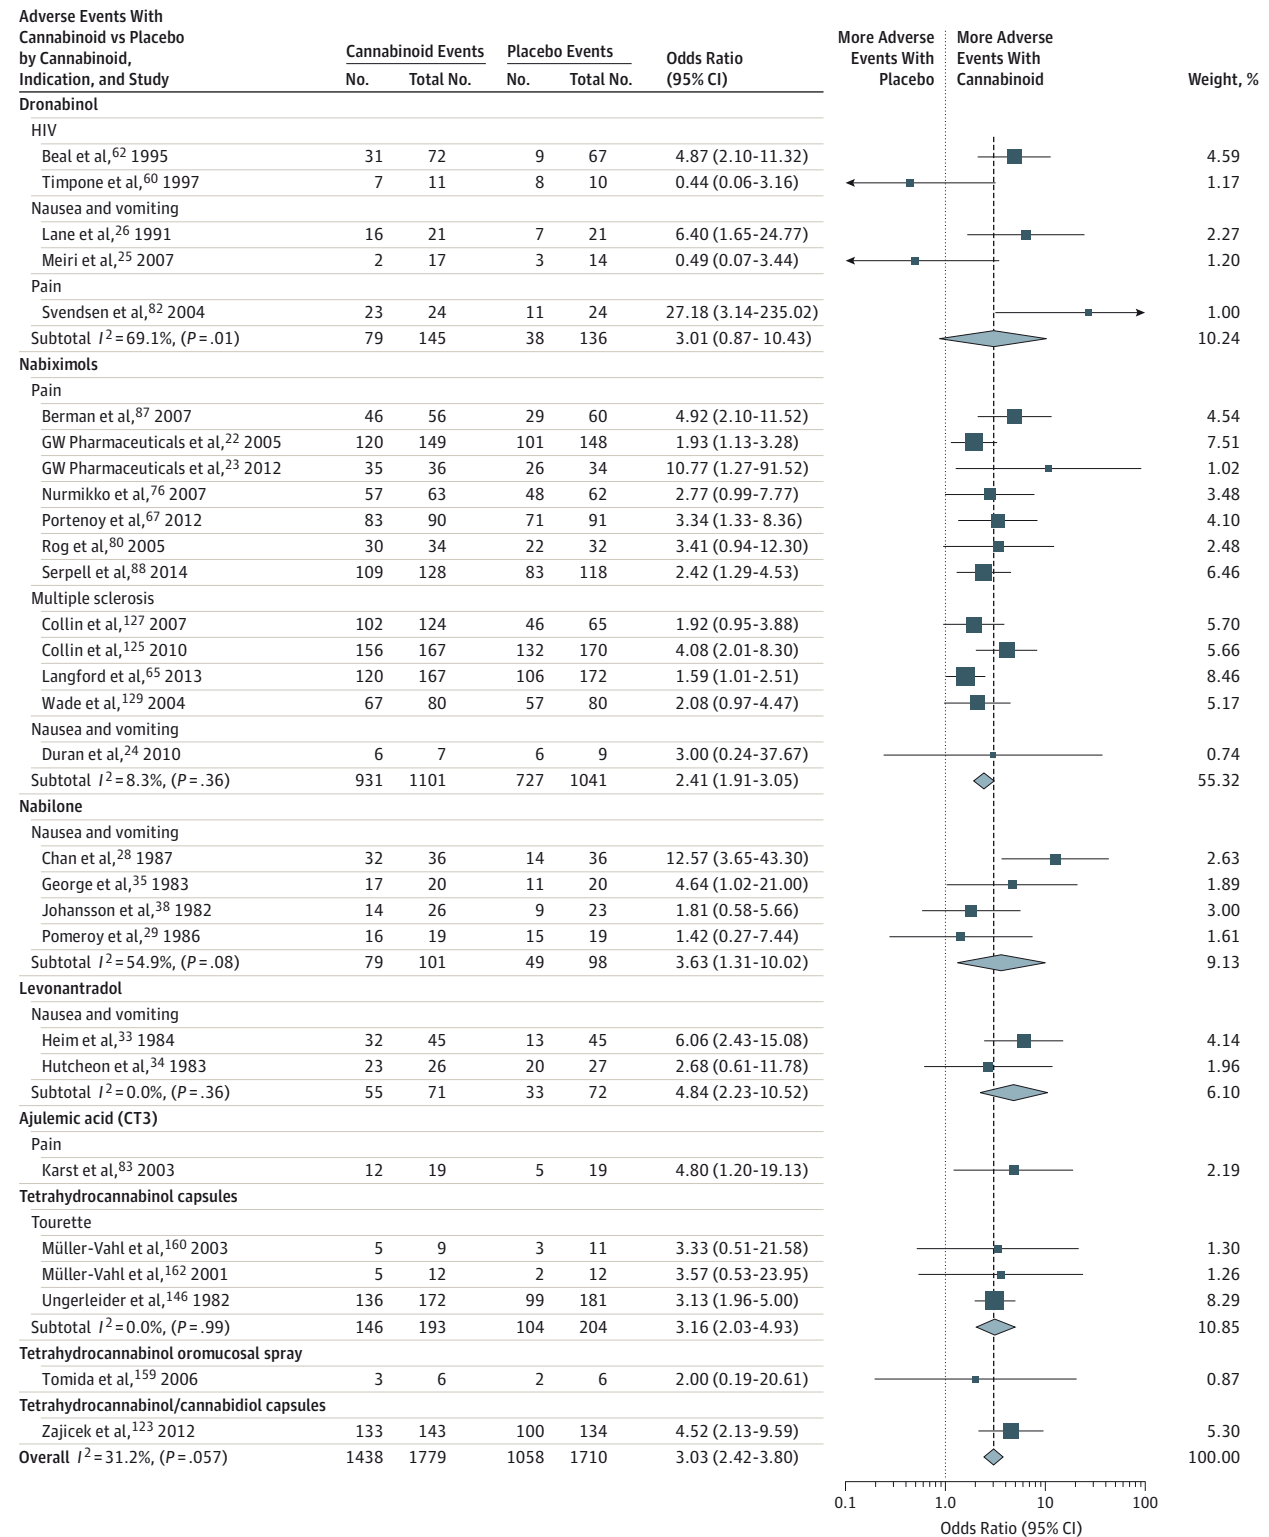 Adverse Events With
Cannabinoid vs Placebo
by Cannabinoid,
Indication, and Study
Cannabinoid Events Placebo Events
No. Total No. No. Total No.
Odds Ratio
(95% CI)
More Adverse
Events With
Placebo
More Adverse
Events With
Cannabinoid
Weight, %
Dronabinol
HIV
Beal et al,62 1995 31 72 9 67 4.87 (2.10-11.32) 4.59
Timpone et al,60 1997 7 11 8 10 0.44 (0.06-3.16) 1.17
Nausea and vomiting
Lane et al,26 1991 16 21 7 21 6.40 (1.65-24.77) 2.27
Meiri et al,25 2007 2 17 3 14 0.49 (0.07-3.44) 1.20
Pain
Svendsen et al,82 2004 23 24 11 24 27.18 (3.14-235.02) 1.00
Subtotal I2=69.1%, (P=.01) 79 145 38 136 3.01 (0.87- 10.43) 10.24
Nabiximols
Pain
Berman et al,87 2007 46 56 29 60 4.92 (2.10-11.52) 4.54
GW Pharmaceuticals et al,22 2005 120 149 101 148 1.93 (1.13-3.28) 7.51
GW Pharmaceuticals et al,23 2012 35 36 26 34 10.77 (1.27-91.52) 1.02
Nurmikko et al,76 2007 57 63 48 62 2.77 (0.99-7.77) 3.48
Portenoy et al,67 2012 83 90 71 91 3.34 (1.33- 8.36) 4.10
Rog et al,80 2005 30 34 22 32 3.41 (0.94-12.30) 2.48
Serpell et al,88 2014 109 128 83 118 2.42 (1.29-4.53) 6.46
Multiple sclerosis
Collin et al,127 2007 102 124 46 65 1.92 (0.95-3.88) 5.70
Collin et al,125 2010 156 167 132 170 4.08 (2.01-8.30) 5.66
Langford et al,65 2013 120 167 106 172 1.59 (1.01-2.51) 8.46
Wade et al,129 2004 67 80 57 80 2.08 (0.97-4.47) 5.17
Nausea and vomiting
Duran et al,24 2010 6 7 6 9 3.00 (0.24-37.67) 0.74
Subtotal I2=8.3%, (P=.36) 931 1101 727 1041 2.41 (1.91-3.05) 55.32
Nabilone
Nausea and vomiting
Chan et al,28 1987 32 36 14 36 12.57 (3.65-43.30) 2.63
George et al,35 1983 17 20 11 20 4.64 (1.02-21.00) 1.89
Johansson et al,38 1982 14 26 9 23 1.81 (0.58-5.66) 3.00
Pomeroy et al,29 1986 16 19 15 19 1.42 (0.27-7.44) 1.61
Subtotal I2=54.9%, (P=.08) 79 101 49 98 3.63 (1.31-10.02) 9.13
Levonantradol
Nausea and vomiting
Heim et al,33 1984 32 45 13 45 6.06 (2.43-15.08) 4.14
Hutcheon et al,34 1983 23 26 20 27 2.68 (0.61-11.78) 1.96
Subtotal I2=0.0%, (P=.36) 55 71 33 72 4.84 (2.23-10.52) 6.10
Ajulemic acid (CT3)
Pain
Karst et al,83 2003 12 19 5 19 4.80 (1.20-19.13) 2.19
Tetrahydrocannabinol capsules
Tourette
Müller-Vahl et al,160 2003 5 9 3 11 3.33 (0.51-21.58) 1.30
Müller-Vahl et al,162 2001 5 12 2 12 3.57 (0.53-23.95) 1.26
Ungerleider et al,146 1982 136 172 99 181 3.13 (1.96-5.00) 8.29
Subtotal I2=0.0%, (P=.99) 146 193 104 204 3.16 (2.03-4.93) 10.85
Tetrahydrocannabinol oromucosal spray
Tomida et al,159 2006 3 6 2 6 2.00 (0.19-20.61) 0.87
Tetrahydrocannabinol/cannabidiol capsules
Zajicek et al,123 2012 133 143 100 134 4.52 (2.13-9.59) 5.30
Overall I2=31.2%, (P=.057) 1438 1779 1058 1710 3.03 (2.42-3.80) 100.00
0.1 1.0 10 100
Odds Ratio (95% CI)